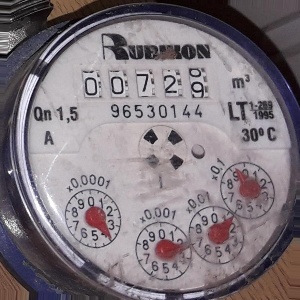 RUBIKON
00729 m³
Qn 1,5 96530144 LT 1-289 1995
A 30°C
x0,0001 x0,1
x0,001 x0,01